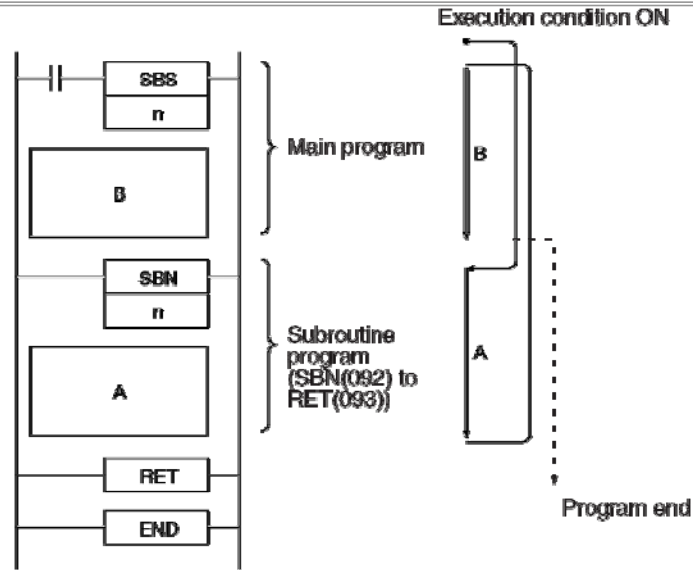 Execution condition ON
SBS
n
Main program
B
B
SBN
n
Subroutine
program
(SBN(092) to
RET(093))
A
A
RET
END
Program end